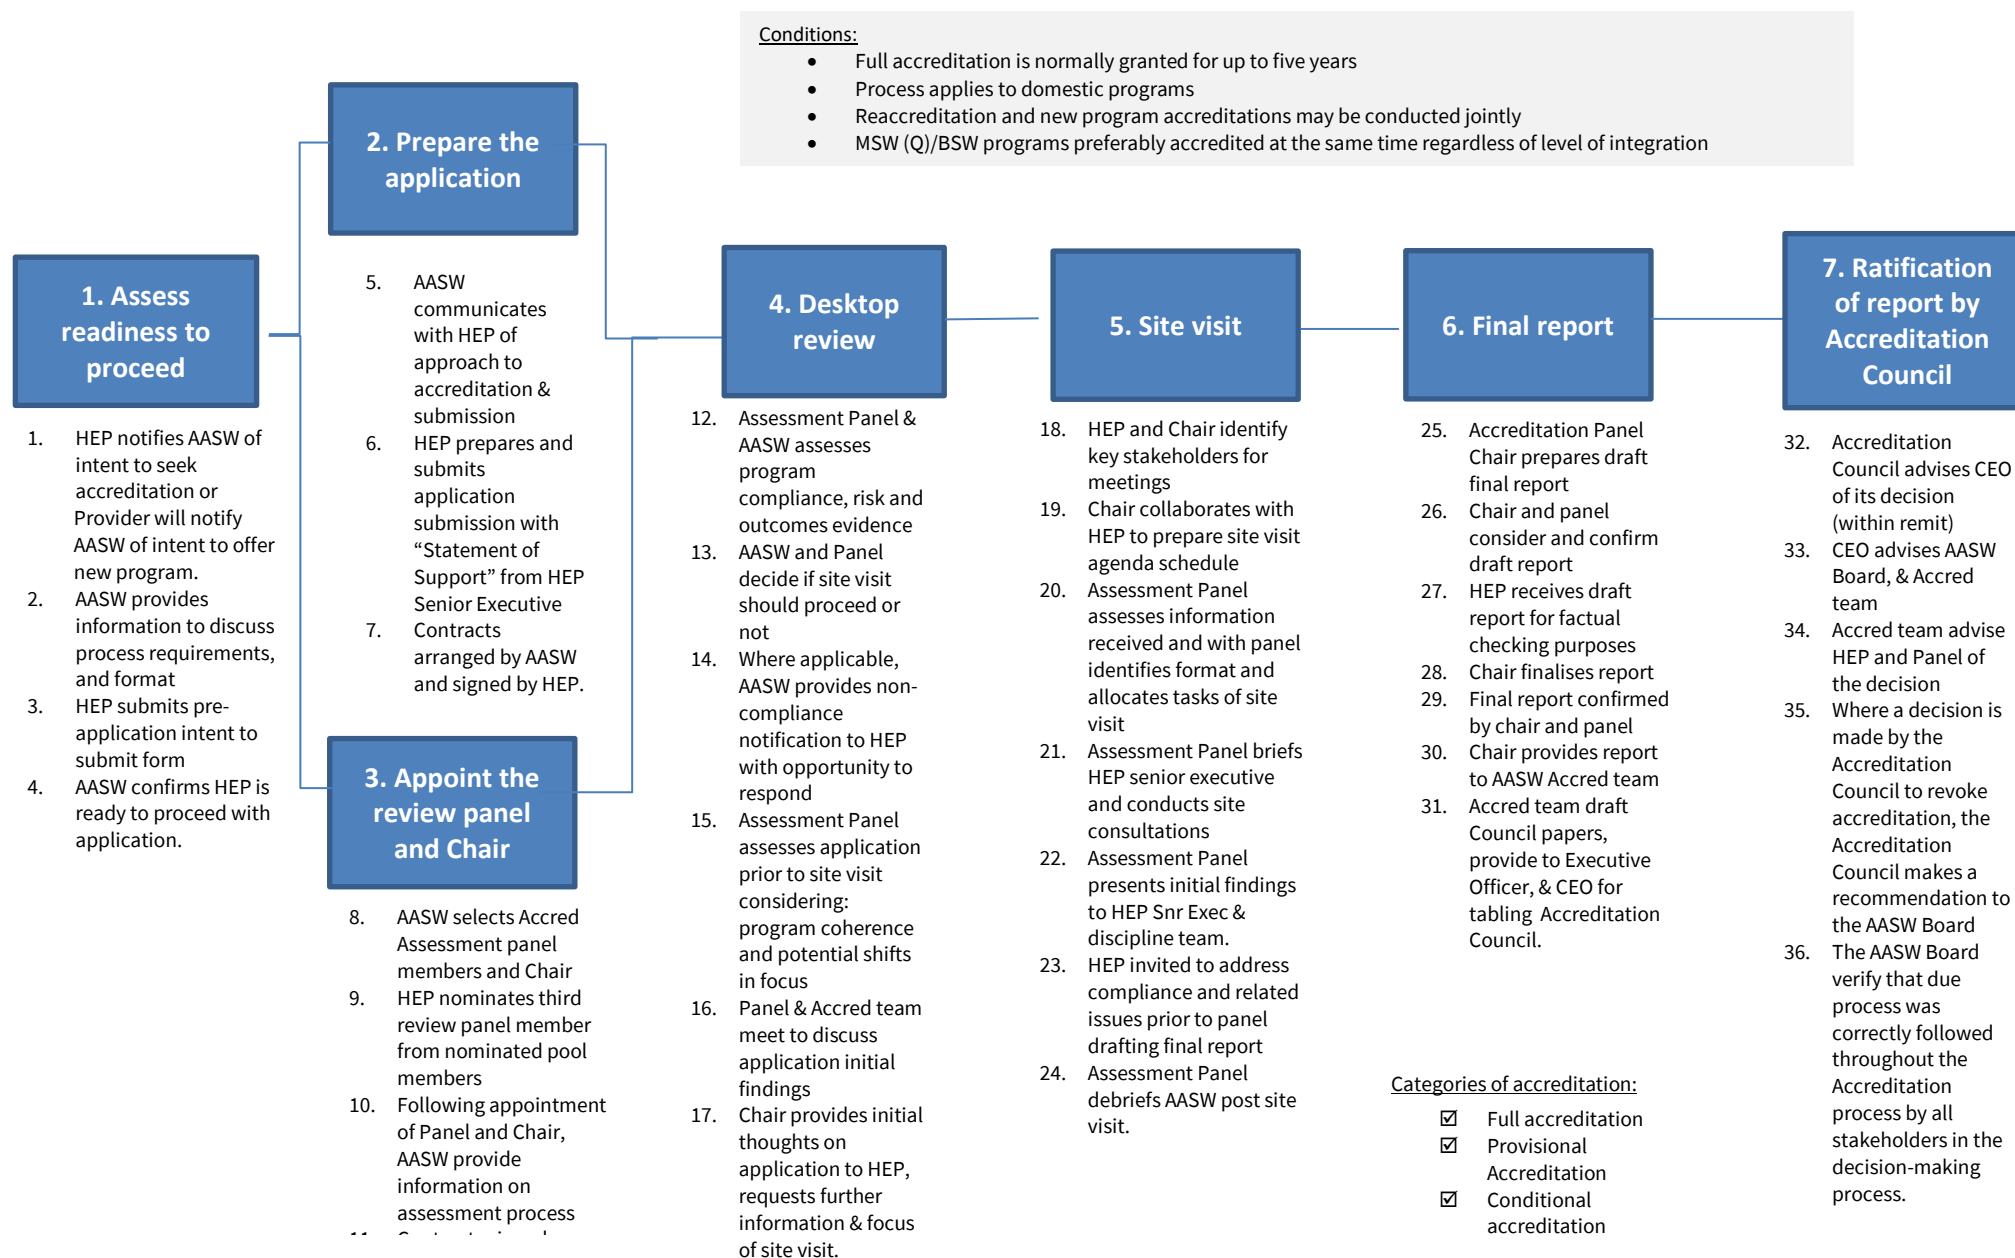 Conditions:
• Full accreditation is normally granted for up to five years
• Process applies to domestic programs
• Reaccreditation and new program accreditations may be conducted jointly
• MSW (Q)/BSW programs preferably accredited at the same time regardless of level of integration
1. Assess
readiness to
proceed
1. HEP notifies AASW of
intent to seek
accreditation or
Provider will notify
AASW of intent to offer
new program.
2. AASW provides
information to discuss
process requirements,
and format
3. HEP submits pre-
application intent to
submit form
4. AASW confirms HEP is
ready to proceed with
application.
2. Prepare the
application
5. AASW
communicates
with HEP of
approach to
accreditation &
submission
6. HEP prepares and
submits
application
submission with
“Statement of
Support” from HEP
Senior Executive
7. Contracts
arranged by AASW
and signed by HEP.
3. Appoint the
review panel
and Chair
8. AASW selects Accred
Assessment panel
members and Chair
9. HEP nominates third
review panel member
from nominated pool
members
10. Following appointment
of Panel and Chair,
AASW provide
information on
assessment process
4. Desktop
review
12. Assessment Panel &
AASW assesses
program
compliance, risk and
outcomes evidence
13. AASW and Panel
decide if site visit
should proceed or
not
14. Where applicable,
AASW provides non-
compliance
notification to HEP
with opportunity to
respond
15. Assessment Panel
assesses application
prior to site visit
considering:
program coherence
and potential shifts
in focus
16. Panel & Accred team
meet to discuss
application initial
findings
17. Chair provides initial
thoughts on
application to HEP,
requests further
information & focus
of site visit.
5. Site visit
18. HEP and Chair identify
key stakeholders for
meetings
19. Chair collaborates with
HEP to prepare site visit
agenda schedule
20. Assessment Panel
assesses information
received and with panel
identifies format and
allocates tasks of site
visit
21. Assessment Panel briefs
HEP senior executive
and conducts site
consultations
22. Assessment Panel
presents initial findings
to HEP Snr Exec &
discipline team.
23. HEP invited to address
compliance and related
issues prior to panel
drafting final report
24. Assessment Panel
debriefs AASW post site
visit.
6. Final report
25. Accreditation Panel
Chair prepares draft
final report
26. Chair and panel
consider and confirm
draft report
27. HEP receives draft
report for factual
checking purposes
28. Chair finalises report
29. Final report confirmed
by chair and panel
30. Chair provides report
to AASW Accred team
31. Accred team draft
Council papers,
provide to Executive
Officer, & CEO for
tabling Accreditation
Council.
Categories of accreditation:
☑ Full accreditation
☑ Provisional
Accreditation
☑ Conditional
accreditation
7. Ratification
of report by
Accreditation
Council
32. Accreditation
Council advises CEO
of its decision
(within remit)
33. CEO advises AASW
Board, & Accred
team
34. Accred team advise
HEP and Panel of
the decision
35. Where a decision is
made by the
Accreditation
Council to revoke
accreditation, the
Accreditation
Council makes a
recommendation to
the AASW Board
36. The AASW Board
verify that due
process was
correctly followed
throughout the
Accreditation
process by all
stakeholders in the
decision-making
process.